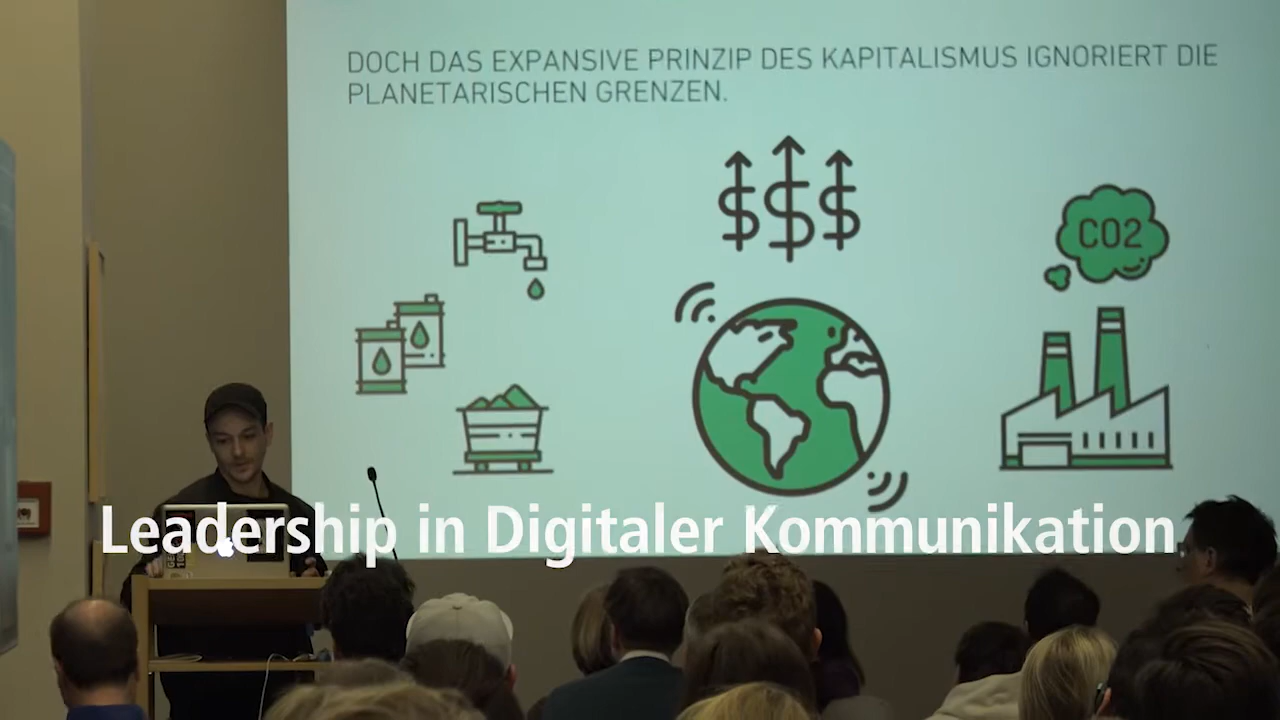 DOCH DAS EXPANSIVE PRINZIP DES KAPITALISMUS IGNORIERT DIE
PLANETARISCHEN GRENZEN.
$ $ $
CO2
Leadership in Digitaler Kommunikation